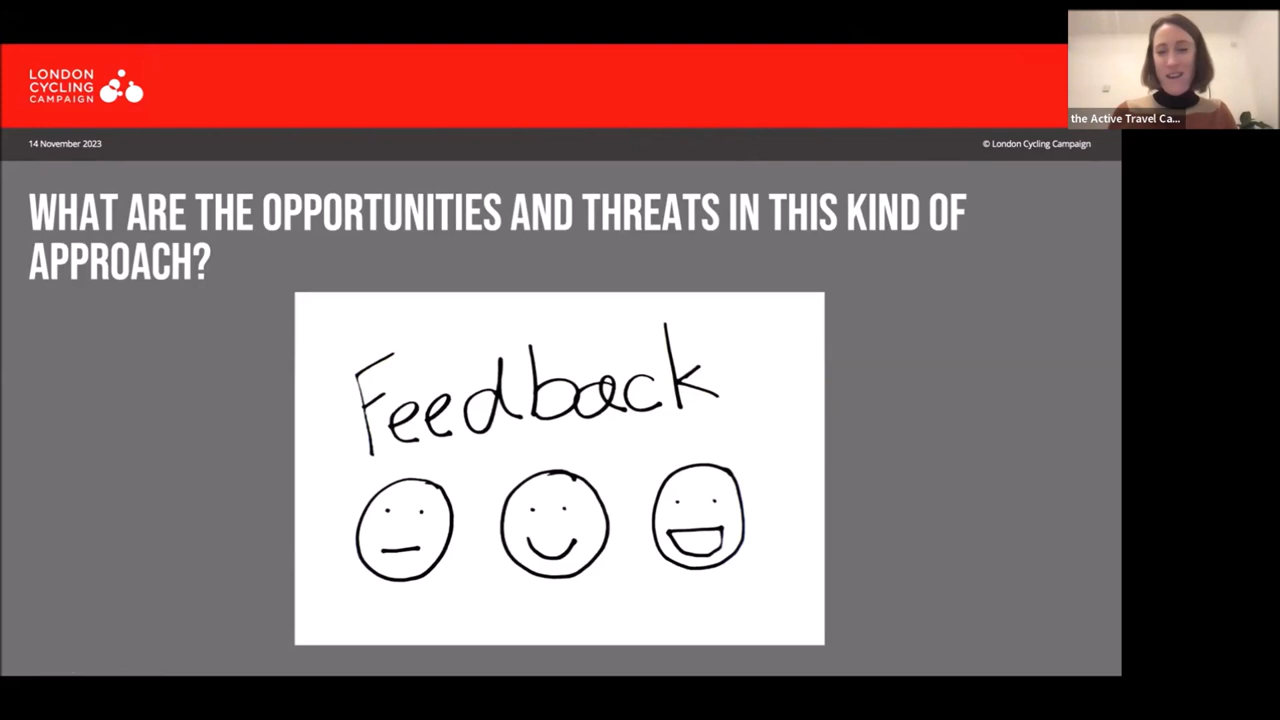 LONDON
CYCLING
CAMPAIGN
the Active Travel Ca...
14 November 2023
© London Cycling Campaign
WHAT ARE THE OPPORTUNITIES AND THREATS IN THIS KIND OF
APPROACH?
Feedback